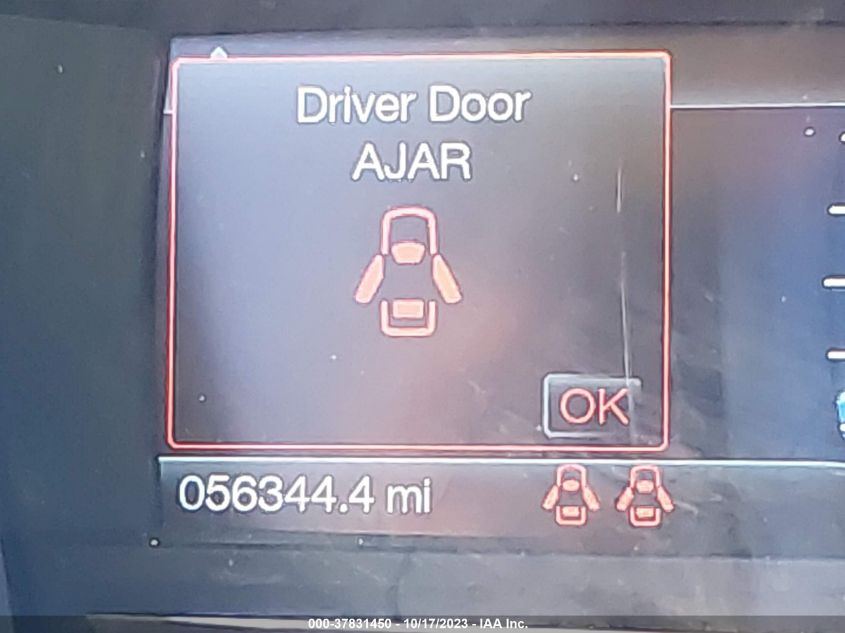 Driver Door
AJAR
OK
056344.4 mi
000-37831450 - 10/17/2023 - IAA Inc.